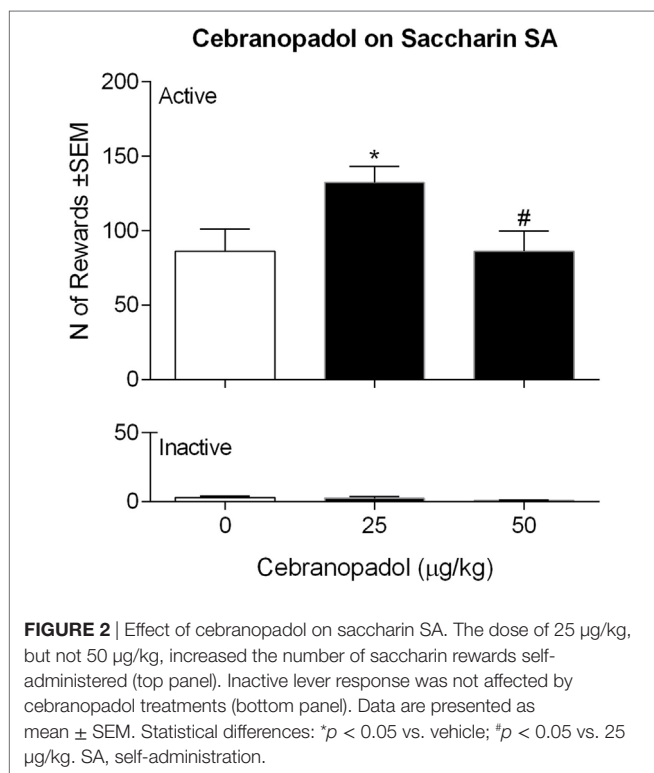 Cebranopadol on Saccharin SA
200
Active
150
*
100
#
50
0
N of Rewards ±SEM
50
Inactive
0
0 25 50
Cebranopadol (μg/kg)
FIGURE 2 | Effect of cebranopadol on saccharin SA. The dose of 25 μg/kg,
but not 50 μg/kg, increased the number of saccharin rewards self-
administered (top panel). Inactive lever response was not affected by
cebranopadol treatments (bottom panel). Data are presented as
mean ± SEM. Statistical differences: *p < 0.05 vs. vehicle; #p < 0.05 vs. 25
μg/kg. SA, self-administration.